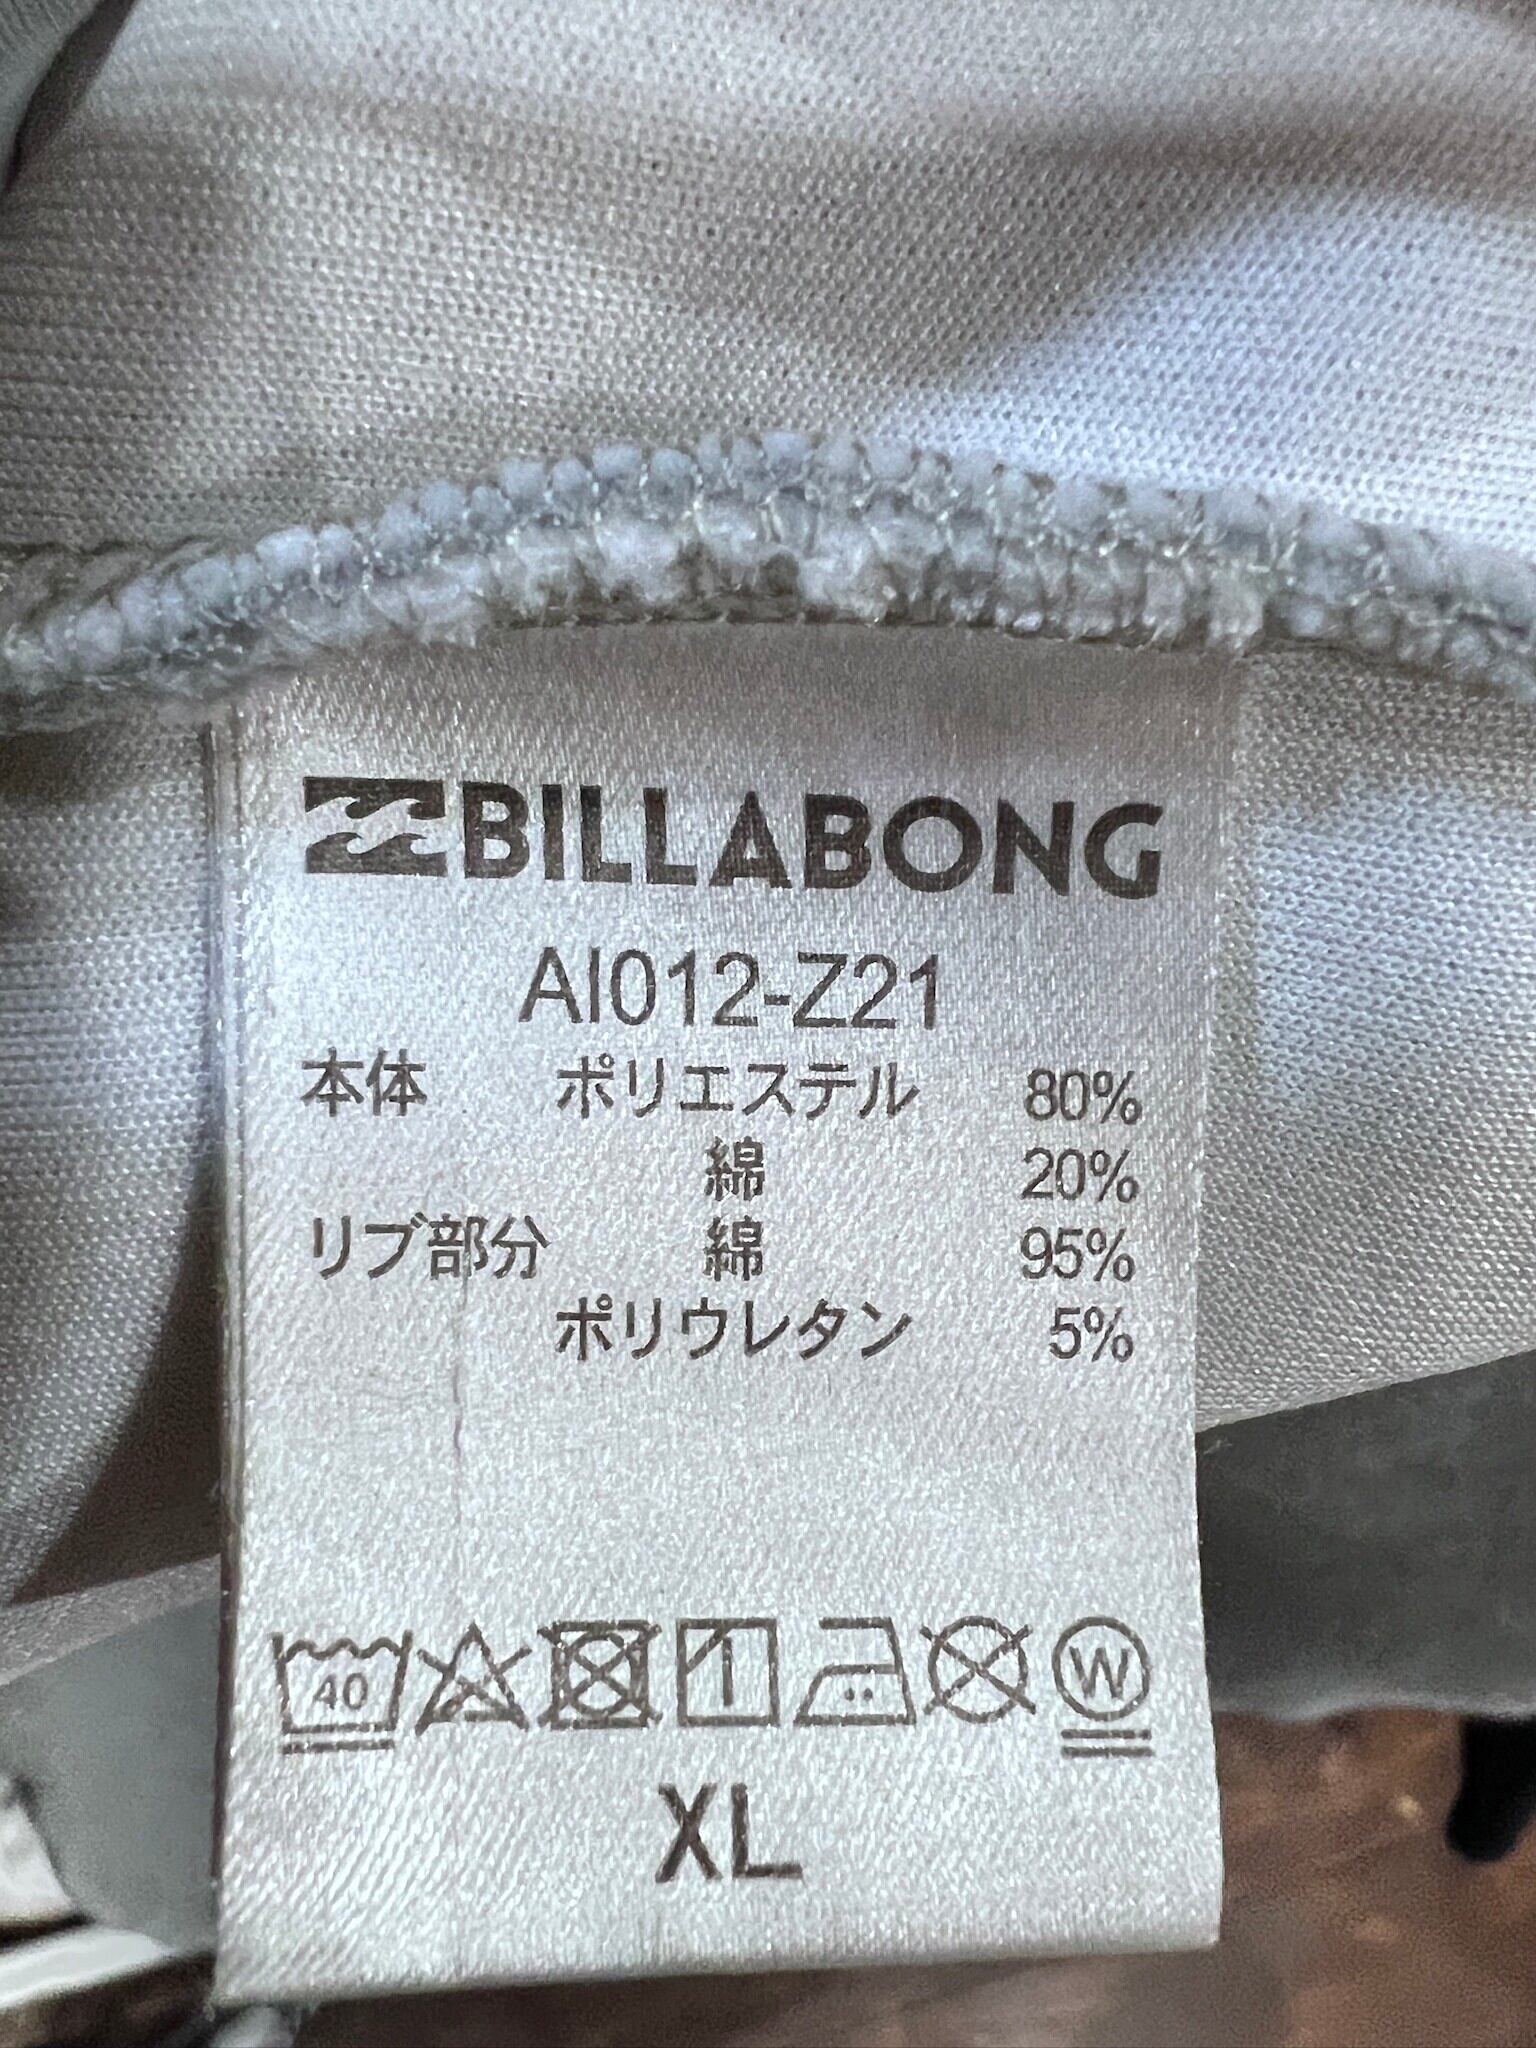 BILLABONG
AI012-Z21
本体 ポリエステル 80%
綿 20%
リブ部分 綿 95%
ポリウレタン 5%
40 W
XL